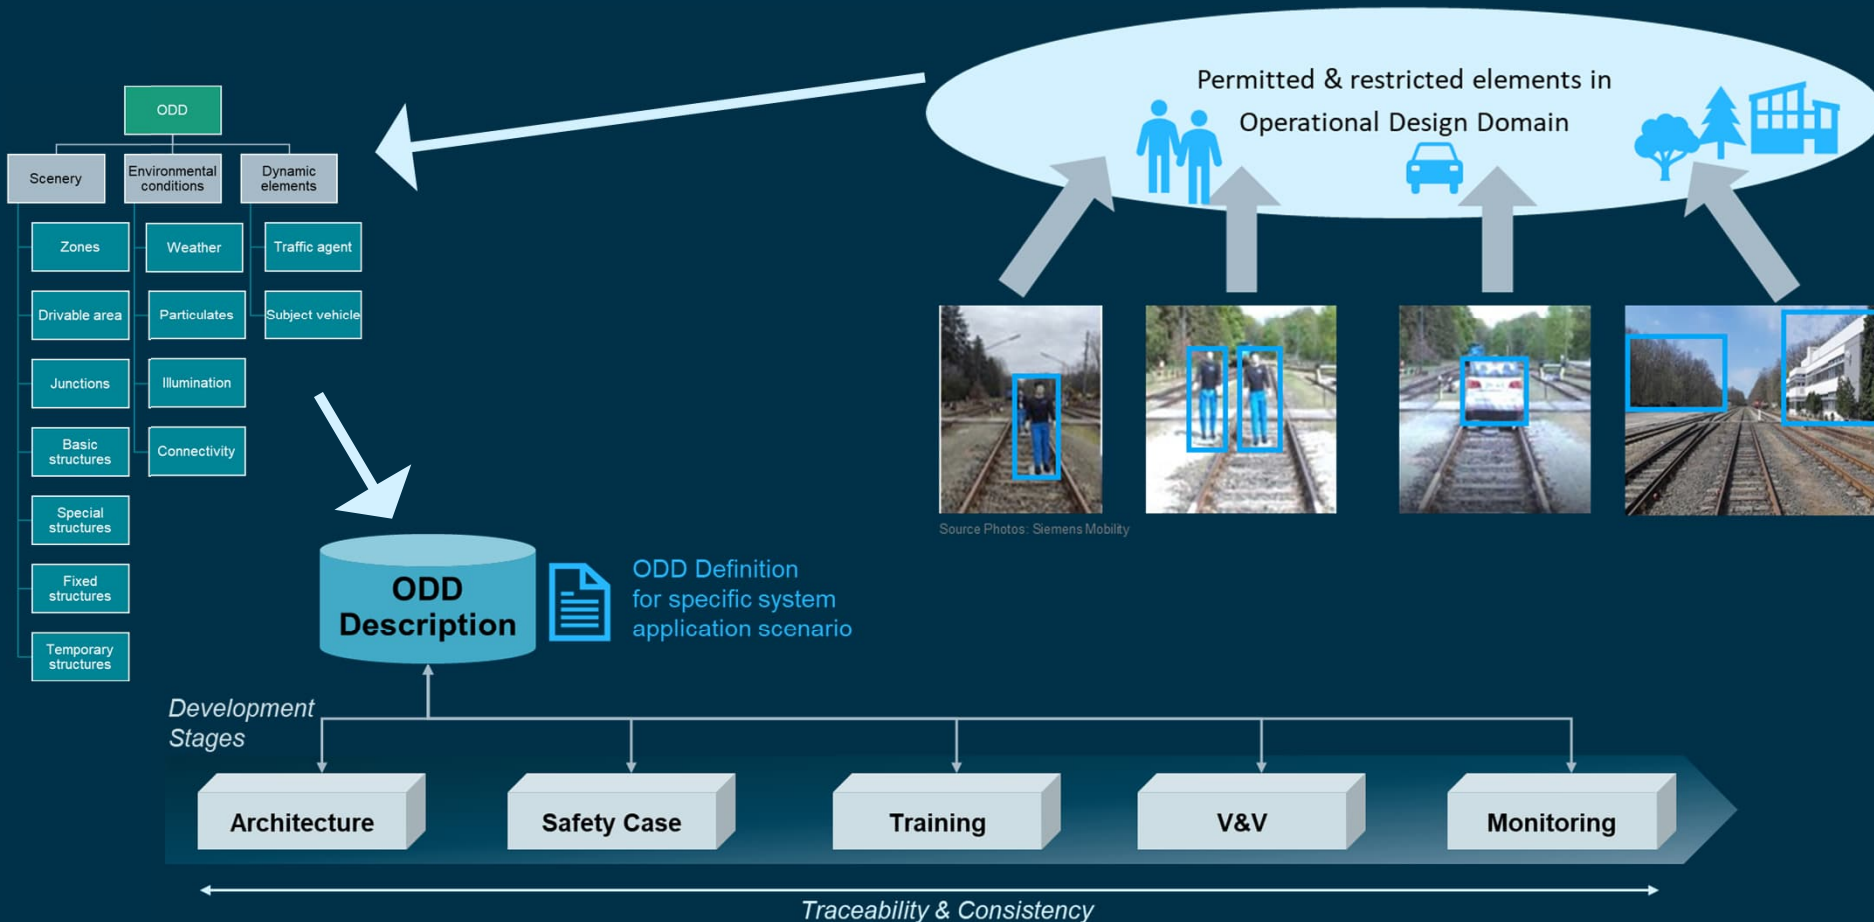 Permitted & restricted elements in
Operational Design Domain
ODD
Scenery
Environmental
conditions
Dynamic
elements
Zones
Drivable area
Junctions
Basic
structures
Special
structures
Fixed
structures
Temporary
structures
Weather
Particulates
Illumination
Connectivity
Traffic agent
Subject vehicle
Source Photos: Siemens Mobility
ODD
Description
ODD Definition
for specific system
application scenario
Development
Stages
Architecture
Safety Case
Training
V&V
Monitoring
Traceability & Consistency